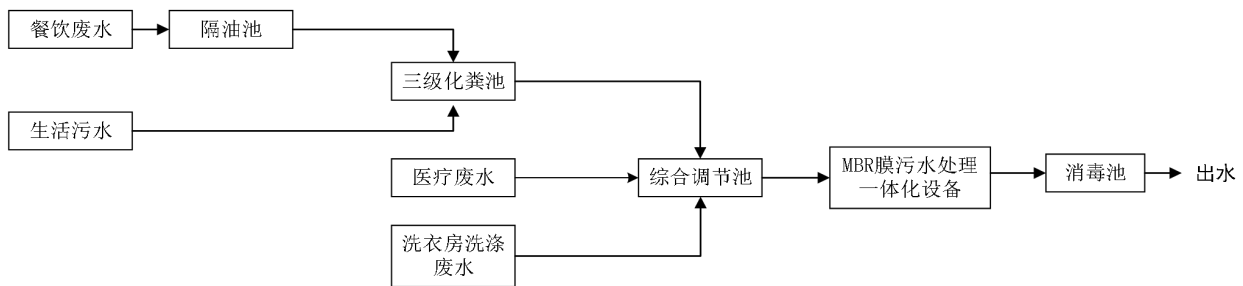 餐饮废水
隔油池
三级化粪池
生活污水
医疗废水
综合调节池
MBR膜污水处理
一体化设备
消毒池
出水
洗衣房洗涤
废水